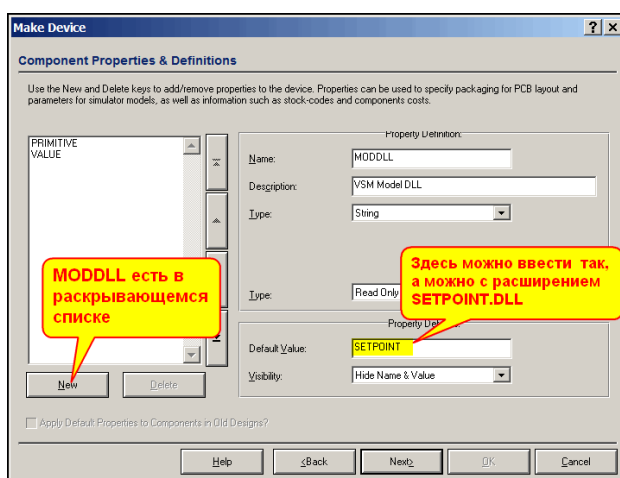 Make Device
? ×
Component Properties & Definitions
Use the New and Delete keys to add/remove properties to the device. Properties can be used to specify packaging for PCB layout and
parameters for simulator models, as well as information such as stock-codes and components costs.
PRIMITIVE
VALUE
Property Definition:
Name:
MODDLL
Description:
VSM Model DLL
Type:
String
MODDLL есть в
раскрывающемся
списке
Здесь можно ввести так,
а можно с расширением
SETPOINT.DLL
Type:
Read Only
Default Value:
SETPOINT
Visibility:
Hide Name & Value
New
Delete
Apply Default Properties to Components in Old Designs?
Help
<Back
Next>
OK
Cancel